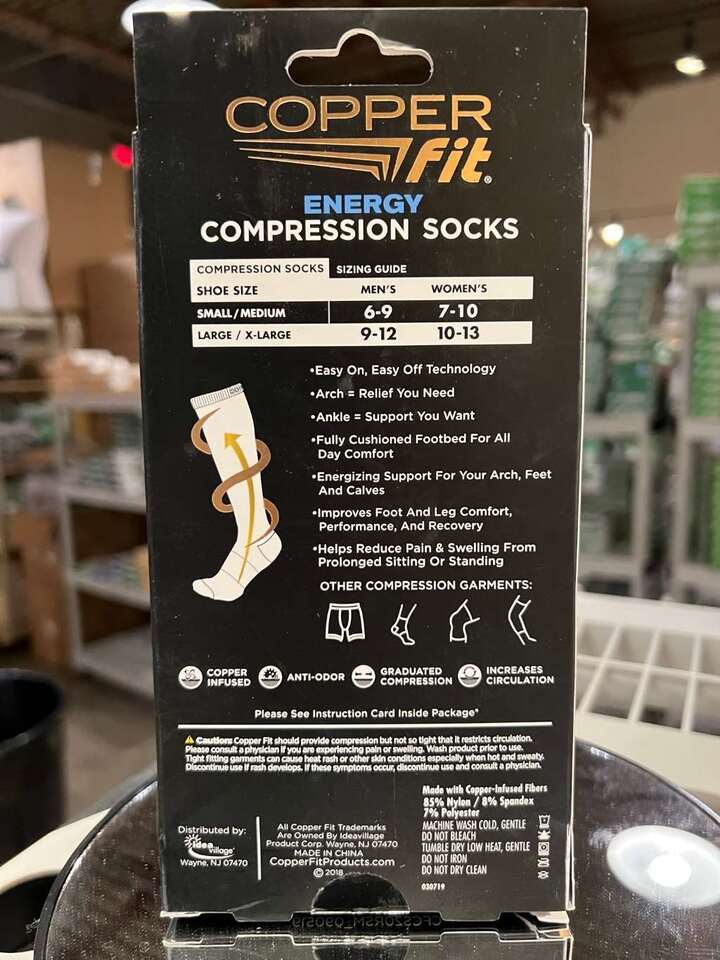 COPPER
fit®
ENERGY
COMPRESSION SOCKS
COMPRESSION SOCKS SIZING GUIDE
SHOE SIZE MEN'S WOMEN'S
SMALL/MEDIUM 6-9 7-10
LARGE / X-LARGE 9-12 10-13
•Easy On, Easy Off Technology
•Arch = Relief You Need
•Ankle = Support You Want
•Fully Cushioned Footbed For All
Day Comfort
•Energizing Support For Your Arch, Feet
And Calves
•Improves Foot And Leg Comfort,
Performance, And Recovery
•Helps Reduce Pain & Swelling From
Prolonged Sitting Or Standing
OTHER COMPRESSION GARMENTS:
COPPER
INFUSED
ANTI-ODOR
GRADUATED
COMPRESSION
INCREASES
CIRCULATION
Please See Instruction Card Inside Package*
Caution: Copper Fit should provide compression but not so tight that it restricts circulation.
Please consult a physician if you are experiencing pain or swelling. Wash product prior to use.
Tight fitting garments can cause heat rash or other skin conditions especially when hot and sweaty.
Discontinue use if rash develops. If these symptoms occur, discontinue use and consult a physician.
Made with Copper-Infused Fibers
85% Nylon / 8% Spandex
7% Polyester
MACHINE WASH COLD, GENTLE
DO NOT BLEACH
TUMBLE DRY LOW HEAT, GENTLE
DO NOT IRON
DO NOT DRY CLEAN
030719
Distributed by:
Idea
Village
Wayne, NJ 07470
All Copper Fit Trademarks
Are Owned By Ideavillage
Product Corp. Wayne, NJ 07470
MADE IN CHINA
CopperFitProducts.com
©2018